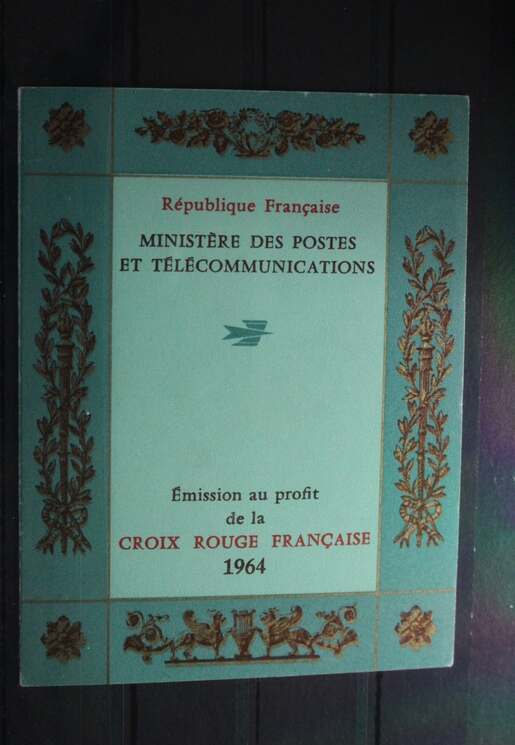 République Française
MINISTÈRE DES POSTES
ET TÉLÉCOMMUNICATIONS
Émission au profit
de la
CROIX ROUGE FRANÇAISE
1964